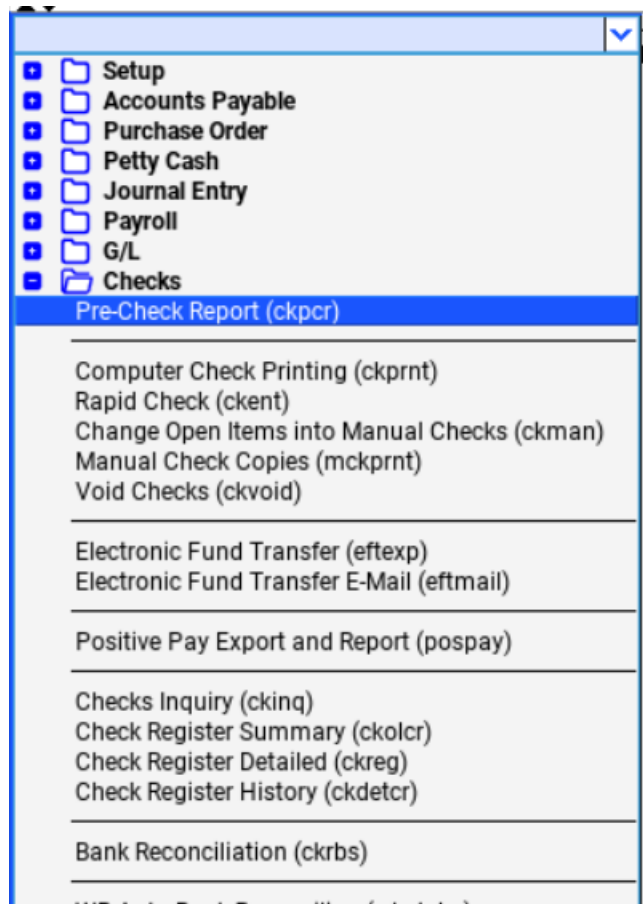 Setup
Accounts Payable
Purchase Order
Petty Cash
Journal Entry
Payroll
G/L
Checks
Pre-Check Report (ckpcr)
Computer Check Printing (ckprnt)
Rapid Check (ckent)
Change Open Items into Manual Checks (ckman)
Manual Check Copies (mckprnt)
Void Checks (ckvoid)
Electronic Fund Transfer (eftexp)
Electronic Fund Transfer E-Mail (eftmail)
Positive Pay Export and Report (pospay)
Checks Inquiry (ckinq)
Check Register Summary (ckolcr)
Check Register Detailed (ckreg)
Check Register History (ckdetcr)
Bank Reconciliation (ckrbs)